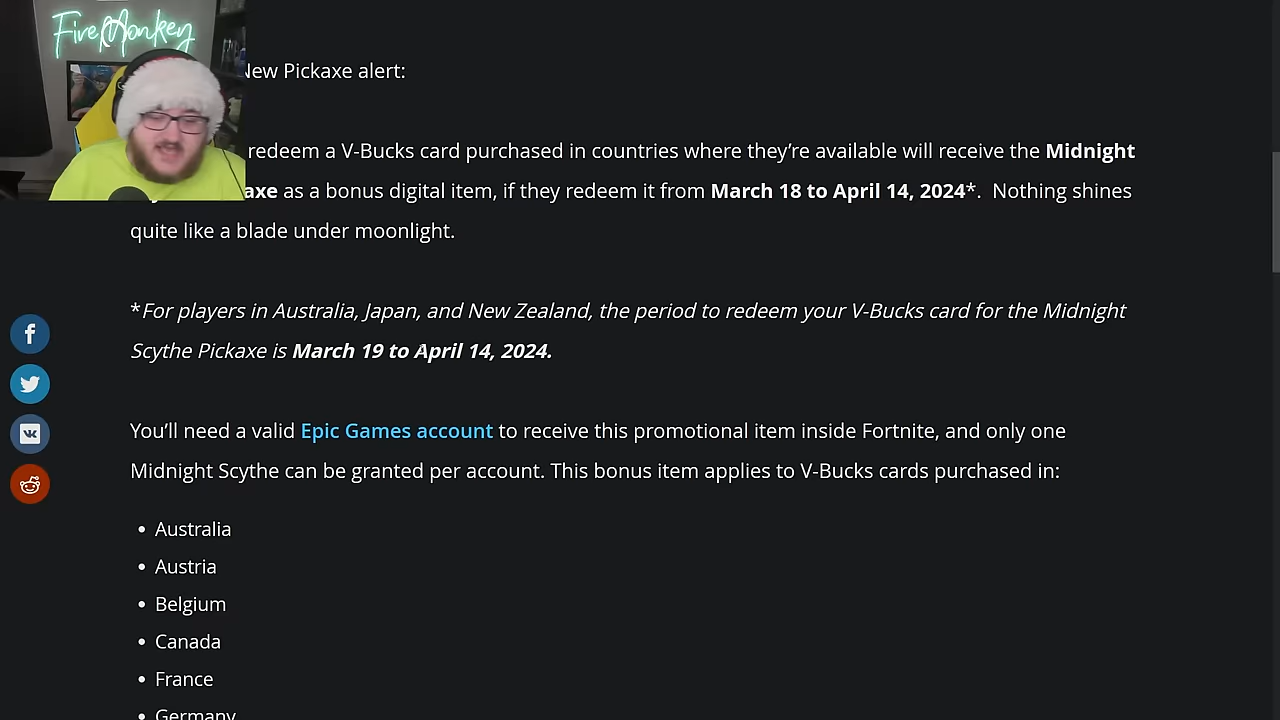 FireMonkey
New Pickaxe alert:
redeem a V-Bucks card purchased in countries where they’re available will receive the Midnight
axe as a bonus digital item, if they redeem it from March 18 to April 14, 2024*. Nothing shines
quite like a blade under moonlight.
*For players in Australia, Japan, and New Zealand, the period to redeem your V-Bucks card for the Midnight
Scythe Pickaxe is March 19 to April 14, 2024.
You’ll need a valid Epic Games account to receive this promotional item inside Fortnite, and only one
Midnight Scythe can be granted per account. This bonus item applies to V-Bucks cards purchased in:
• Australia
• Austria
• Belgium
• Canada
• France
• Germany